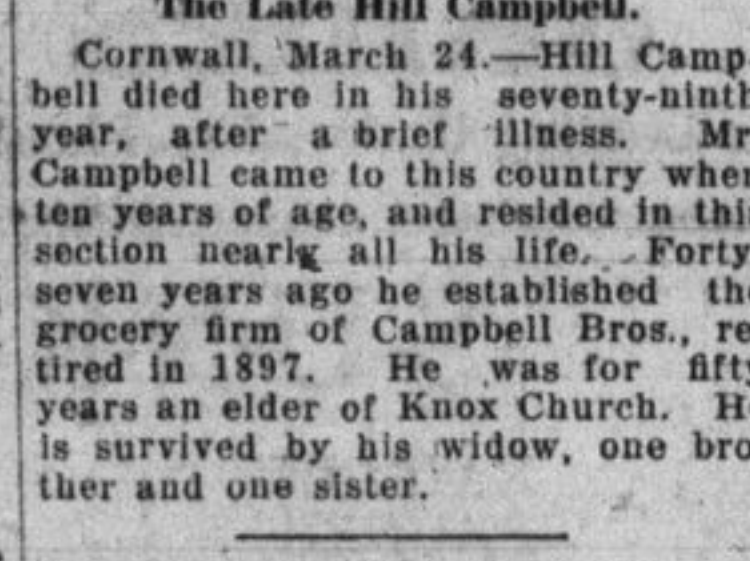 The Late Hill Campbell.
Cornwall, March 24.—Hill Camp-
bell died here in his seventy-ninth
year, after a brief illness. Mr
Campbell came to this country when
ten years of age, and resided in this
section nearly all his life. Forty-
seven years ago he established the
grocery firm of Campbell Bros., re-
tired in 1897. He was for fifty
years an elder of Knox Church. H
is survived by his widow, one bro-
ther and one sister.